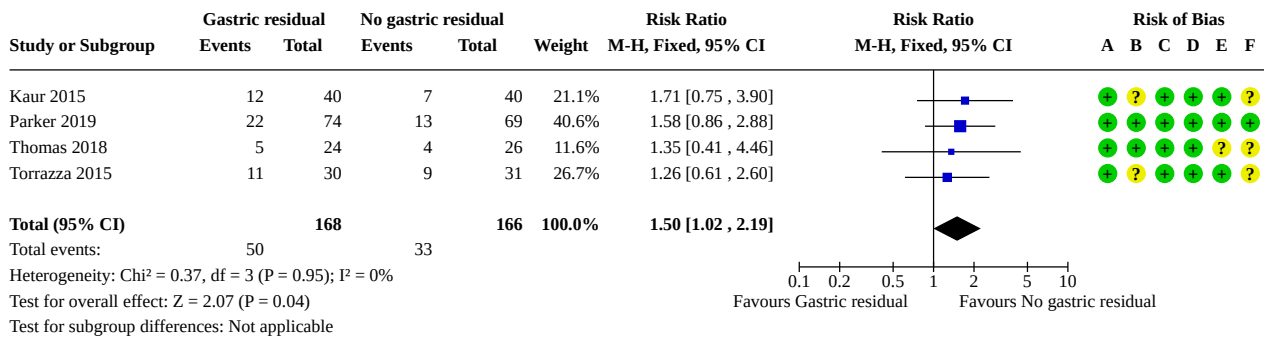 Gastric residual No gastric residual Risk Ratio Risk Ratio Risk of Bias
Study or Subgroup Events Total Events Total Weight M-H, Fixed, 95% CI M-H, Fixed, 95% CI A B C D E F
Kaur 2015 12 40 7 40 21.1% 1.71 [0.75 , 3.90] + ? + + + ?
Parker 2019 22 74 13 69 40.6% 1.58 [0.86 , 2.88] + + + + + +
Thomas 2018 5 24 4 26 11.6% 1.35 [0.41 , 4.46] + + + + ? ?
Torrazza 2015 11 30 9 31 26.7% 1.26 [0.61 , 2.60] + ? + + + ?
Total (95% CI) 168 166 100.0% 1.50 [1.02 , 2.19]
Total events: 50 33
Heterogeneity: Chi² = 0.37, df = 3 (P = 0.95); I² = 0%
0.1 0.2 0.5 1 2 5 10
Test for overall effect: Z = 2.07 (P = 0.04)
Favours Gastric residual Favours No gastric residual
Test for subgroup differences: Not applicable